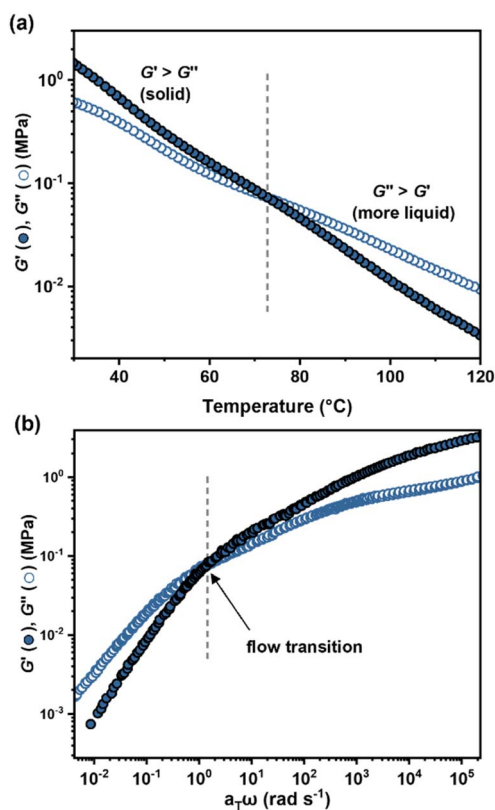 (a)
G' > G''
(solid)
G'' > G'
(more liquid)
G' (●), G'' (○) (MPa)
10⁰
10⁻¹
10⁻²
40
60
80
100
120
Temperature (°C)
(b)
G' (●), G'' (○) (MPa)
10⁰
10⁻¹
10⁻²
10⁻³
flow transition
10⁻²
10⁻¹
10⁰
10¹
10²
10³
10⁴
10⁵
a_Tω (rad s⁻¹)